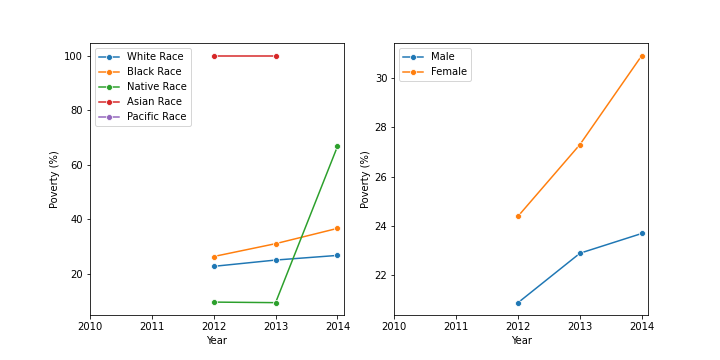 White Race
Black Race
Native Race
Asian Race
Pacific Race
100
80
60
40
20
Poverty (%)
2010 2011 2012 2013 2014
Year
Male
Female
30
28
26
24
22
Poverty (%)
2010 2011 2012 2013 2014
Year